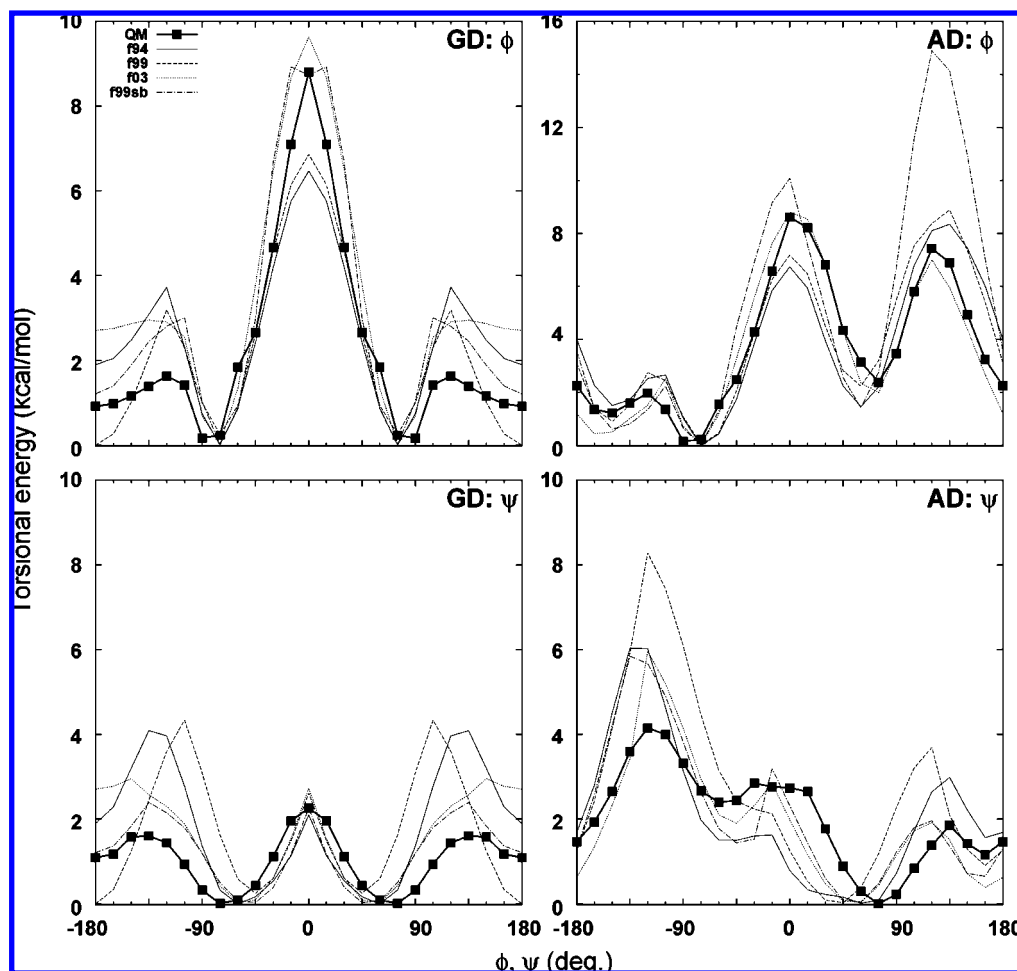 QM
f94
f99
f03
f99sb
GD: ϕ
AD: ϕ
10
8
6
4
2
0
16
12
8
4
0
Torsional energy (kcal/mol)
GD: ψ
AD: ψ
10
8
6
4
2
0
10
8
6
4
2
0
-180 -90 0 90 180
-180 -90 0 90 180
ϕ, ψ (deg.)